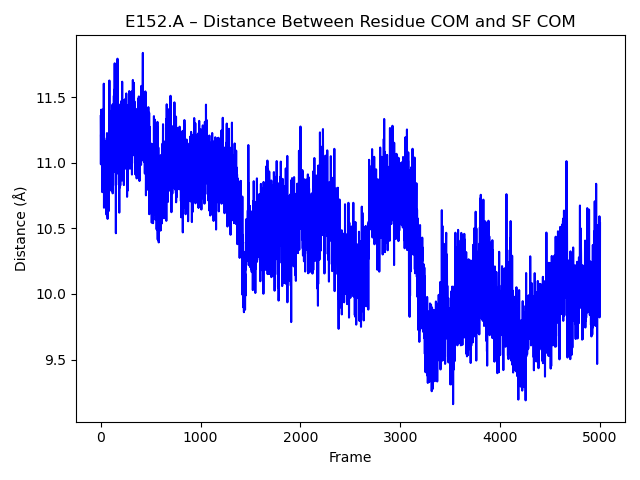 E152.A – Distance Between Residue COM and SF COM
Distance (Å)
11.5
11.0
10.5
10.0
9.5
0 1000 2000 3000 4000 5000
Frame